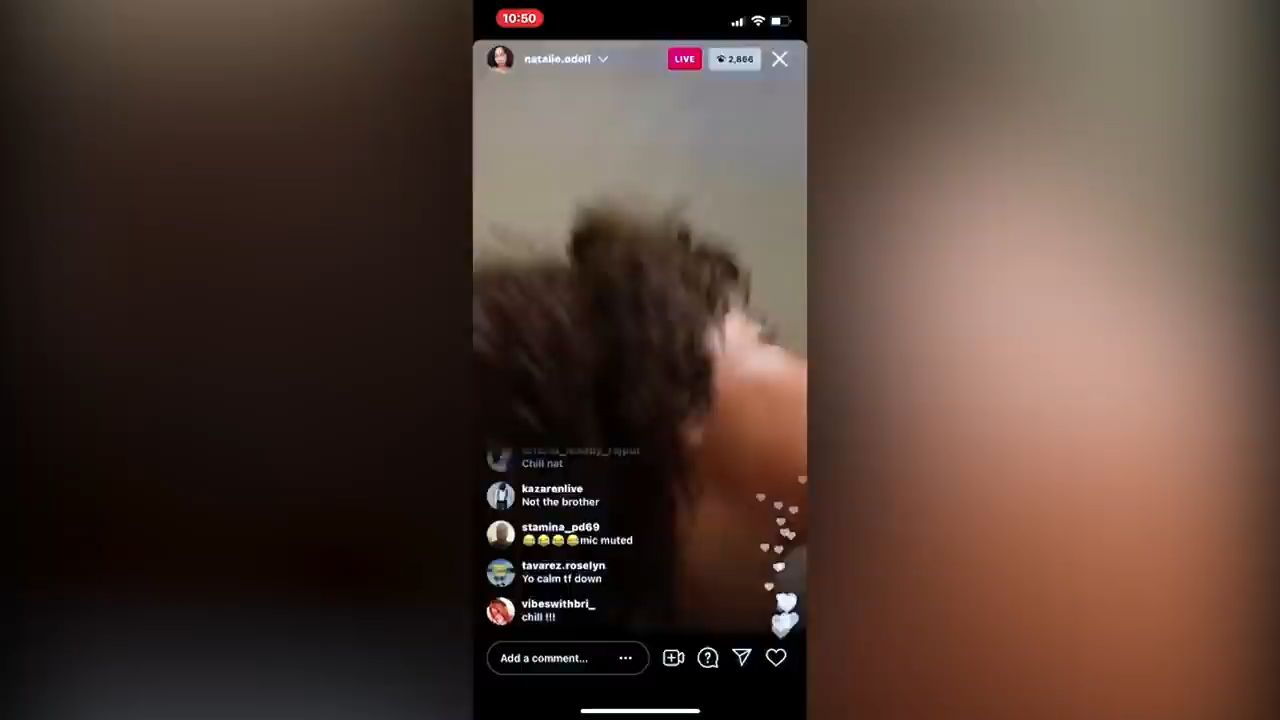 10:50
natalie.odell
LIVE
2,866
Chill nat
kazarenlive
Not the brother
stamina_pd69
😂😂😂😂mic muted
tavarez.roselyn
Yo calm tf down
vibeswithbri_
chill !!!
Add a comment...